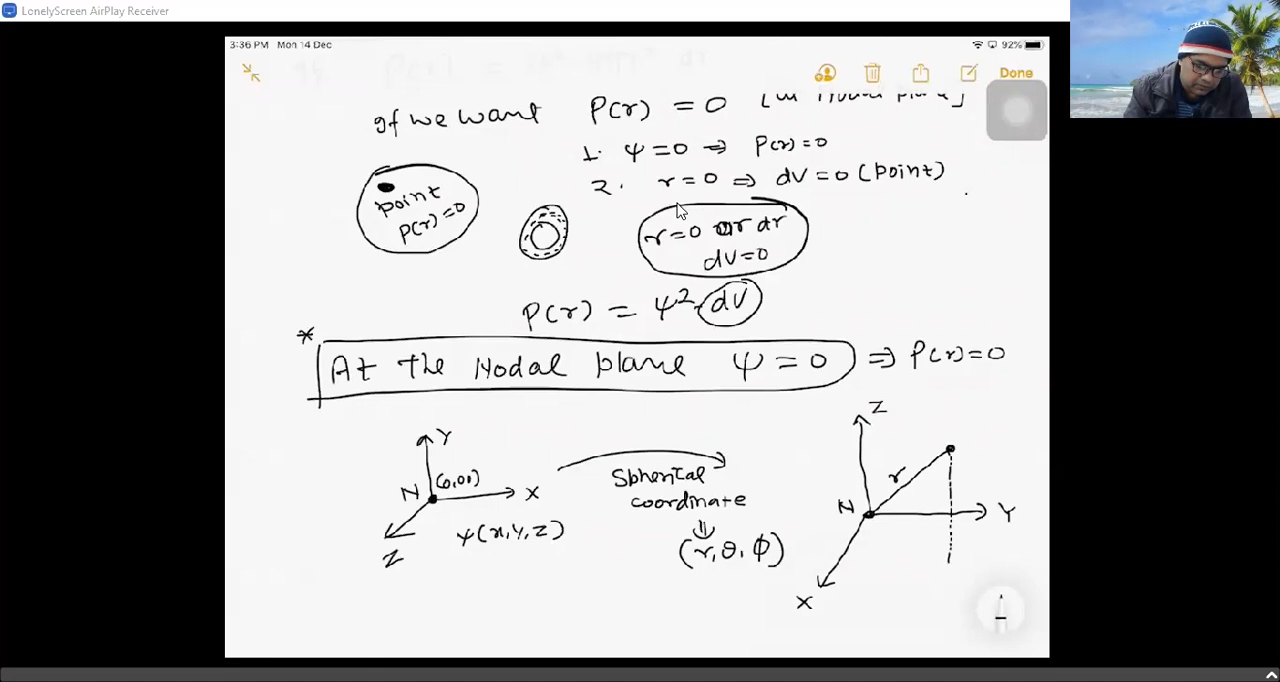 LonelyScreen AirPlay Receiver
3:36 PM Mon 14 Dec
92%
Done
If we want P(r) = 0
1. ψ = 0 ⇒ P(r) = 0
2. r = 0 ⇒ dV = 0 (Point)
Point
P(r) = 0
r = 0 or dr
dV = 0
P(r) = ψ² · dV
* At The Nodal plane ψ = 0 ⇒ P(r) = 0
Y
(0,0,0)
N
X
Z
ψ(x, y, z)
Spherical
coordinate
⇓
(r, θ, φ)
Z
r
N
Y
X